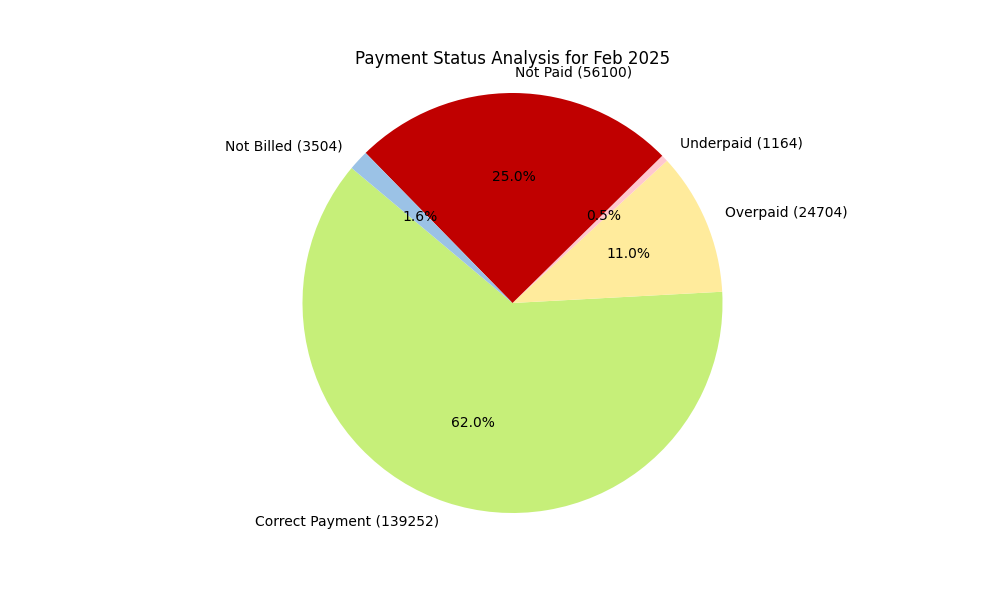 Payment Status Analysis for Feb 2025
Not Paid (56100)
Underpaid (1164)
Not Billed (3504)
25.0%
Overpaid (24704)
1.6%
0.5%
11.0%
62.0%
Correct Payment (139252)